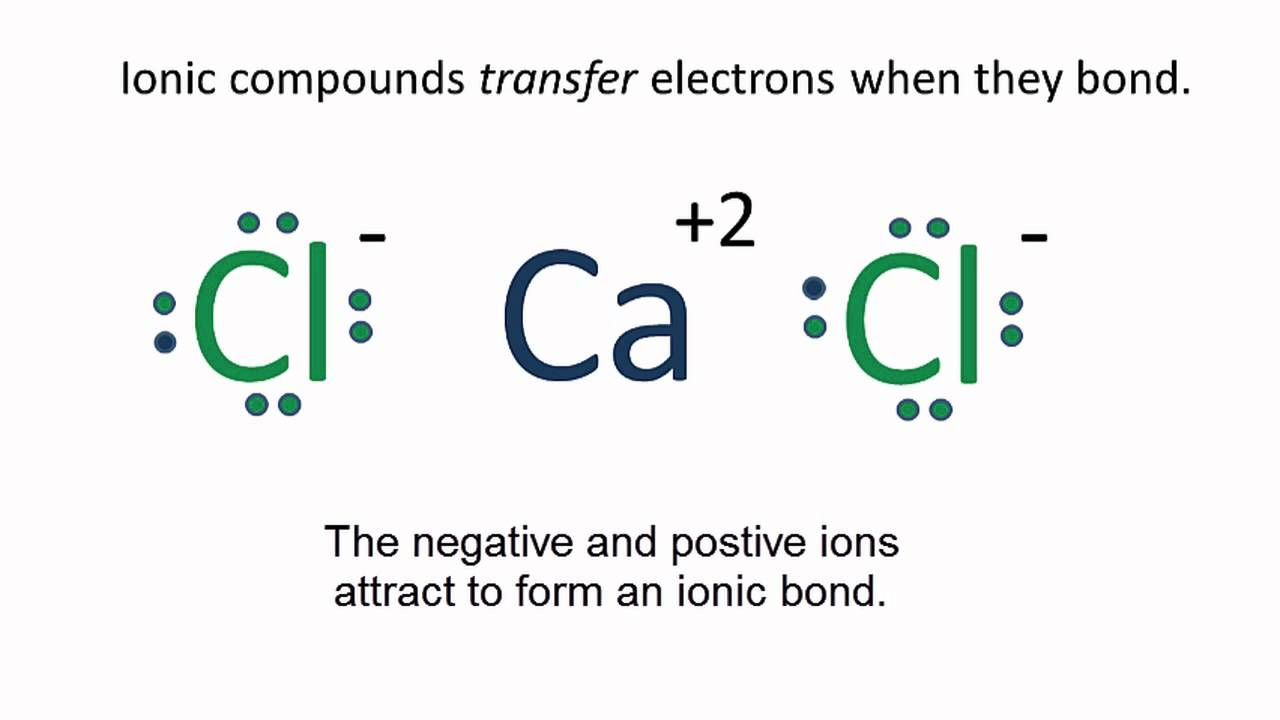 Ionic compounds transfer electrons when they bond.
Cl - Ca +2 Cl -
The negative and postive ions
attract to form an ionic bond.